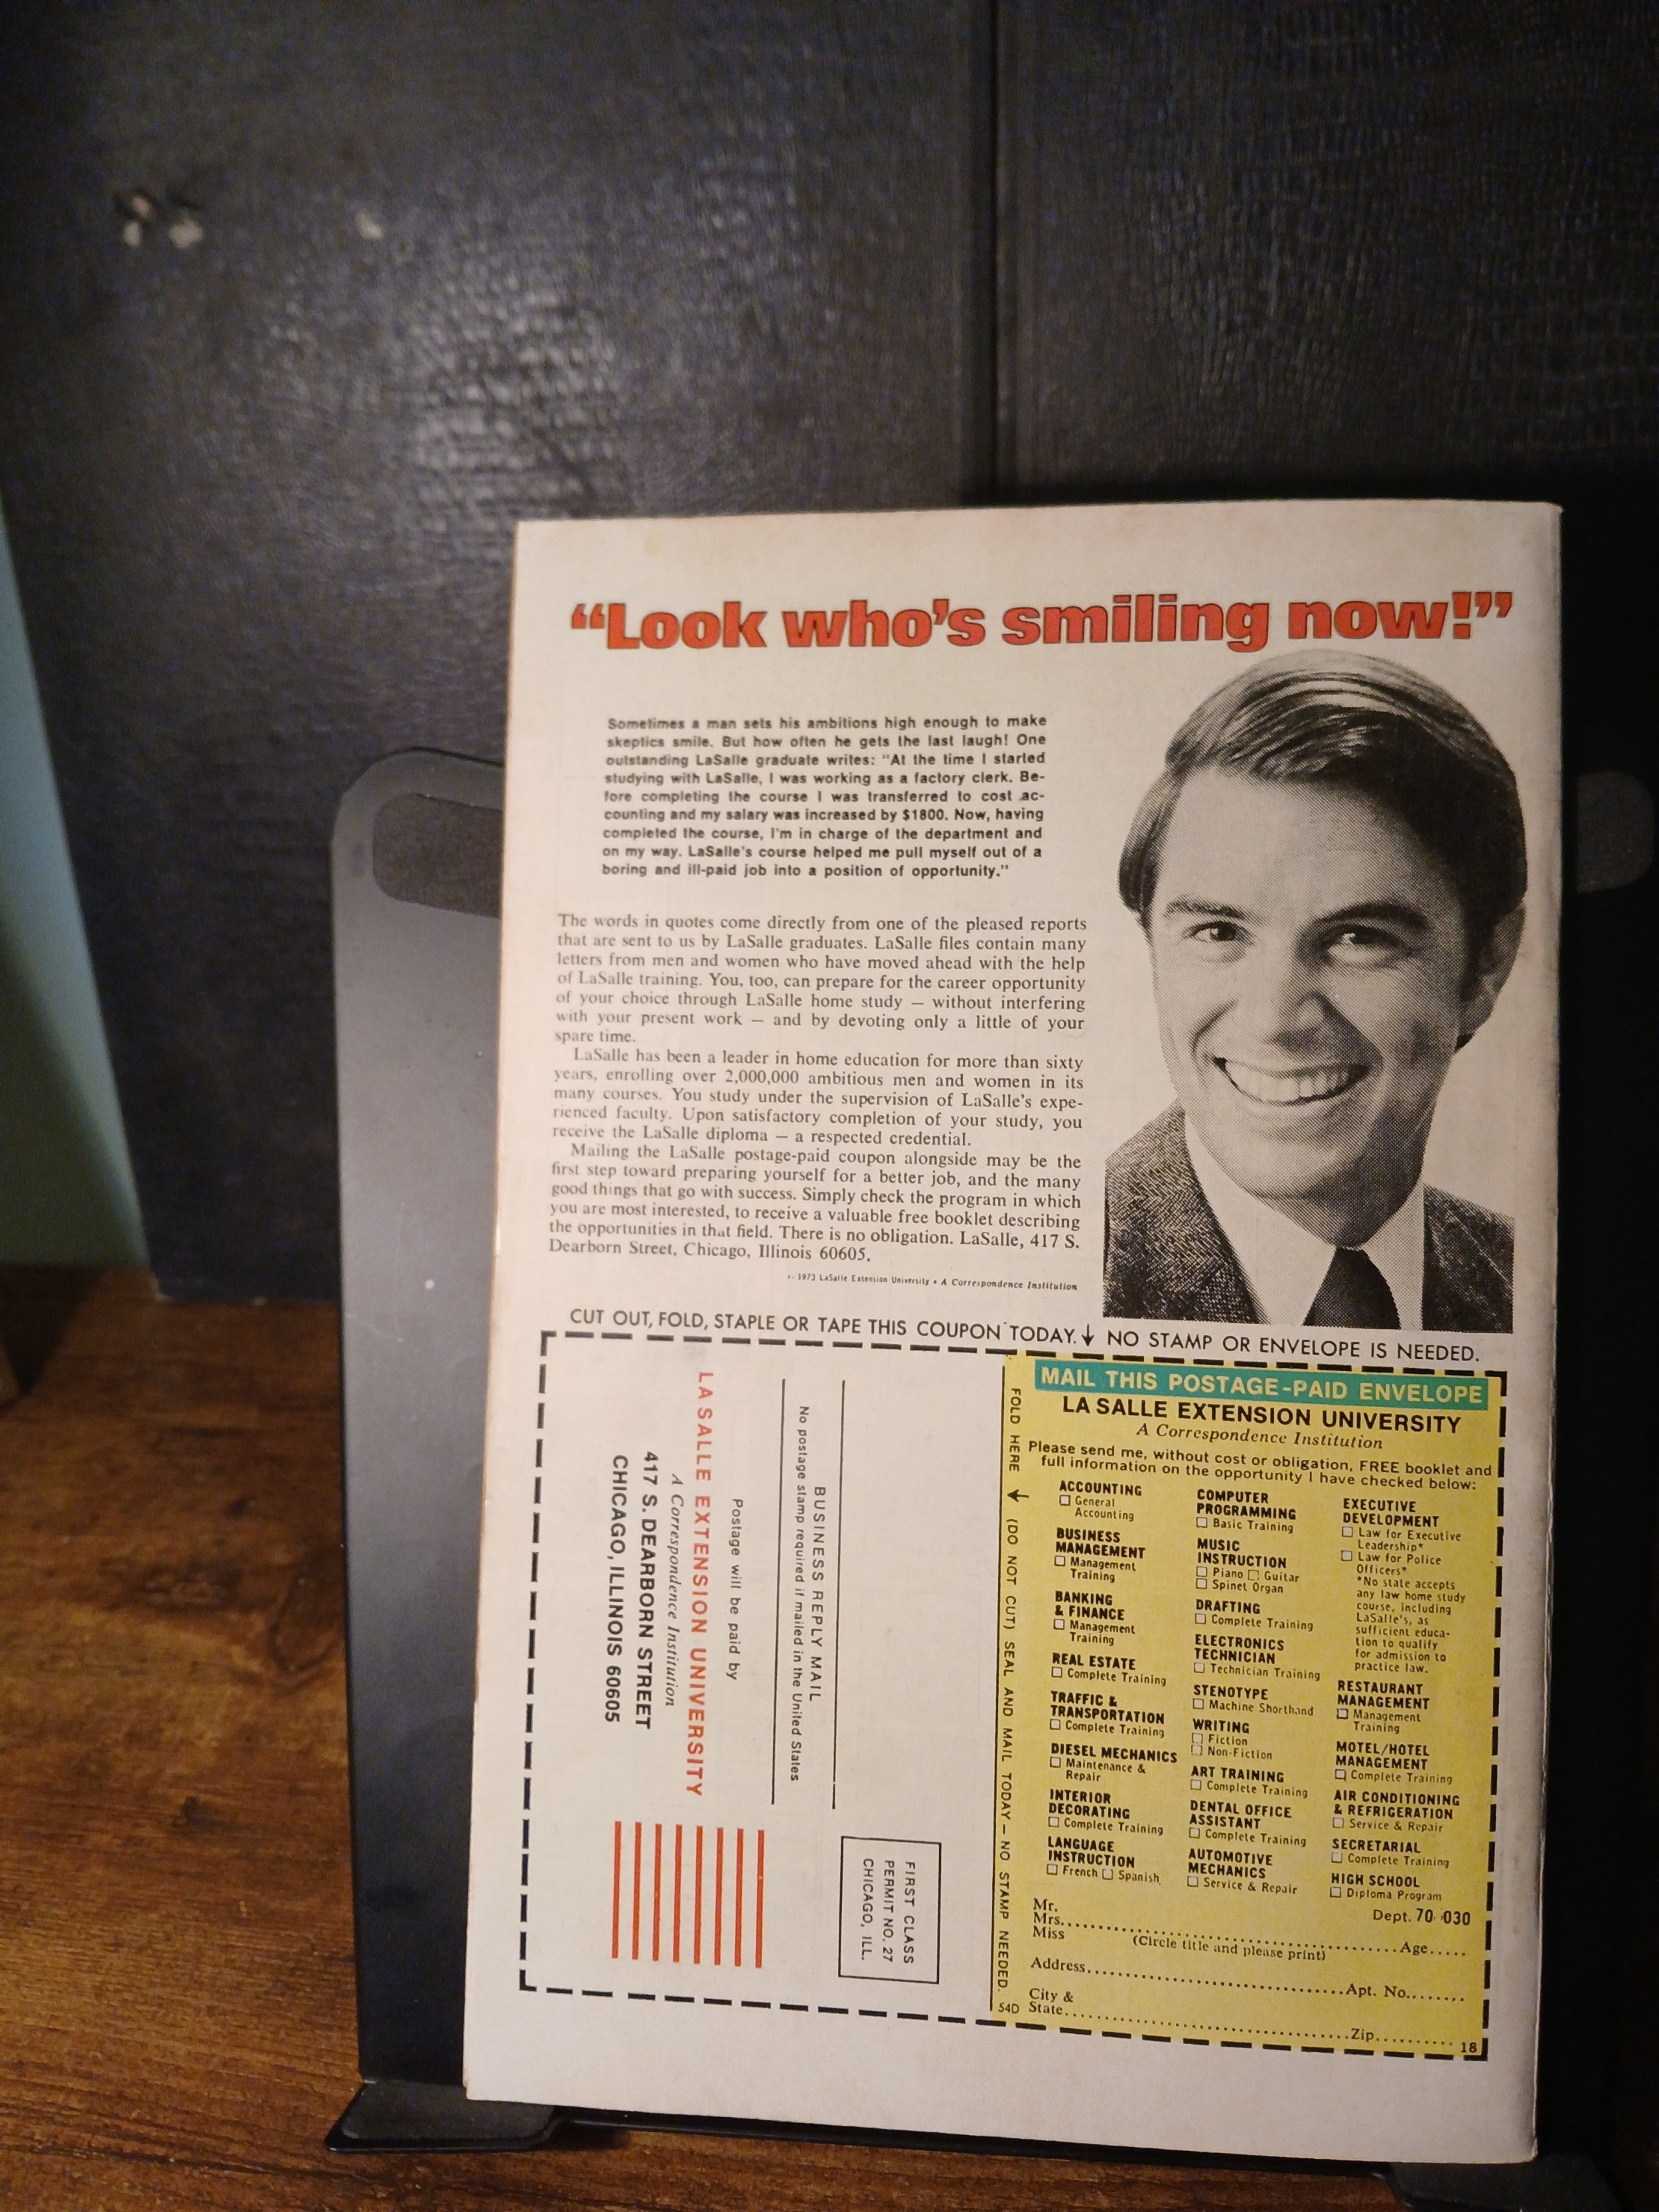 “Look who’s smiling now!”
Sometimes a man sets his ambitions high enough to make
skeptics smile. But how often he gets the last laugh! One
outstanding LaSalle graduate writes: “At the time I started
studying with LaSalle, I was working as a factory clerk. Be-
fore completing the course I was transferred to cost ac-
counting and my salary was increased by $1800. Now, having
completed the course, I’m in charge of the department and
on my way. LaSalle’s course helped me pull myself out of a
boring and ill-paid job into a position of opportunity.”
The words in quotes come directly from one of the pleased reports
that are sent to us by LaSalle graduates. LaSalle files contain many
letters from men and women who have moved ahead with the help
of LaSalle training. You, too, can prepare for the career opportunity
of your choice through LaSalle home study — without interfering
with your present work — and by devoting only a little of your
spare time.
LaSalle has been a leader in home education for more than sixty
years, enrolling over 2,000,000 ambitious men and women in its
many courses. You study under the supervision of LaSalle’s expe-
rienced faculty. Upon satisfactory completion of your study, you
receive the LaSalle diploma — a respected credential.
Mailing the LaSalle postage-paid coupon alongside may be the
first step toward preparing yourself for a better job, and the many
good things that go with success. Simply check the program in which
you are most interested, to receive a valuable free booklet describing
the opportunities in that field. There is no obligation. LaSalle, 417 S.
Dearborn Street, Chicago, Illinois 60605.
1973 LaSalle Extension University • A Correspondence Institution
CUT OUT, FOLD, STAPLE OR TAPE THIS COUPON TODAY.↓ NO STAMP OR ENVELOPE IS NEEDED.
FIRST CLASS
PERMIT NO. 27
CHICAGO, ILL.
BUSINESS REPLY MAIL
No postage stamp required if mailed in the United States
Postage will be paid by
LA SALLE EXTENSION UNIVERSITY
A Correspondence Institution
417 S. DEARBORN STREET
CHICAGO, ILLINOIS 60605
FOLD HERE (DO NOT CUT) SEAL AND MAIL TODAY — NO STAMP NEEDED.
54D
MAIL THIS POSTAGE-PAID ENVELOPE
LA SALLE EXTENSION UNIVERSITY
A Correspondence Institution
Please send me, without cost or obligation, FREE booklet and
full information on the opportunity I have checked below:
ACCOUNTING
☐ General
Accounting
BUSINESS
MANAGEMENT
☐ Management
Training
BANKING
& FINANCE
☐ Management
Training
REAL ESTATE
☐ Complete Training
TRAFFIC &
TRANSPORTATION
☐ Complete Training
DIESEL MECHANICS
☐ Maintenance &
Repair
INTERIOR
DECORATING
☐ Complete Training
LANGUAGE
INSTRUCTION
☐ French ☐ Spanish
COMPUTER
PROGRAMMING
☐ Basic Training
MUSIC
INSTRUCTION
☐ Piano ☐ Guitar
☐ Spinet Organ
DRAFTING
☐ Complete Training
ELECTRONICS
TECHNICIAN
☐ Technician Training
STENOTYPE
☐ Machine Shorthand
WRITING
☐ Fiction
☐ Non-Fiction
ART TRAINING
☐ Complete Training
DENTAL OFFICE
ASSISTANT
☐ Complete Training
AUTOMOTIVE
MECHANICS
☐ Service & Repair
EXECUTIVE
DEVELOPMENT
☐ Law for Executive
Leadership*
☐ Law for Police
Officers*
*No state accepts
any law home study
course, including
LaSalle’s, as
sufficient educa-
tion to qualify
for admission to
practice law.
RESTAURANT
MANAGEMENT
☐ Management
Training
MOTEL/HOTEL
MANAGEMENT
☐ Complete Training
AIR CONDITIONING
& REFRIGERATION
☐ Service & Repair
SECRETARIAL
☐ Complete Training
HIGH SCHOOL
☐ Diploma Program
Dept. 70 030
Mr.
Mrs. Age
Miss (Circle title and please print)
Address Apt. No.
City &
State Zip
18